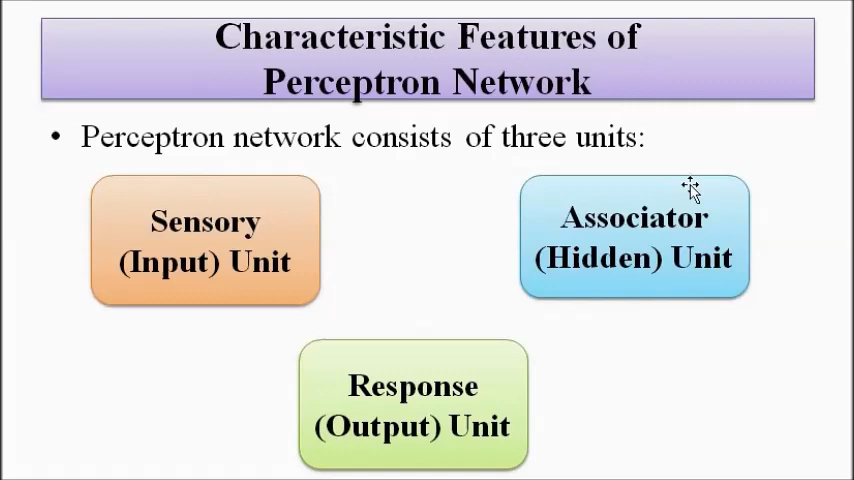 Characteristic Features of
Perceptron Network
• Perceptron network consists of three units:
Sensory
(Input) Unit
Associator
(Hidden) Unit
Response
(Output) Unit